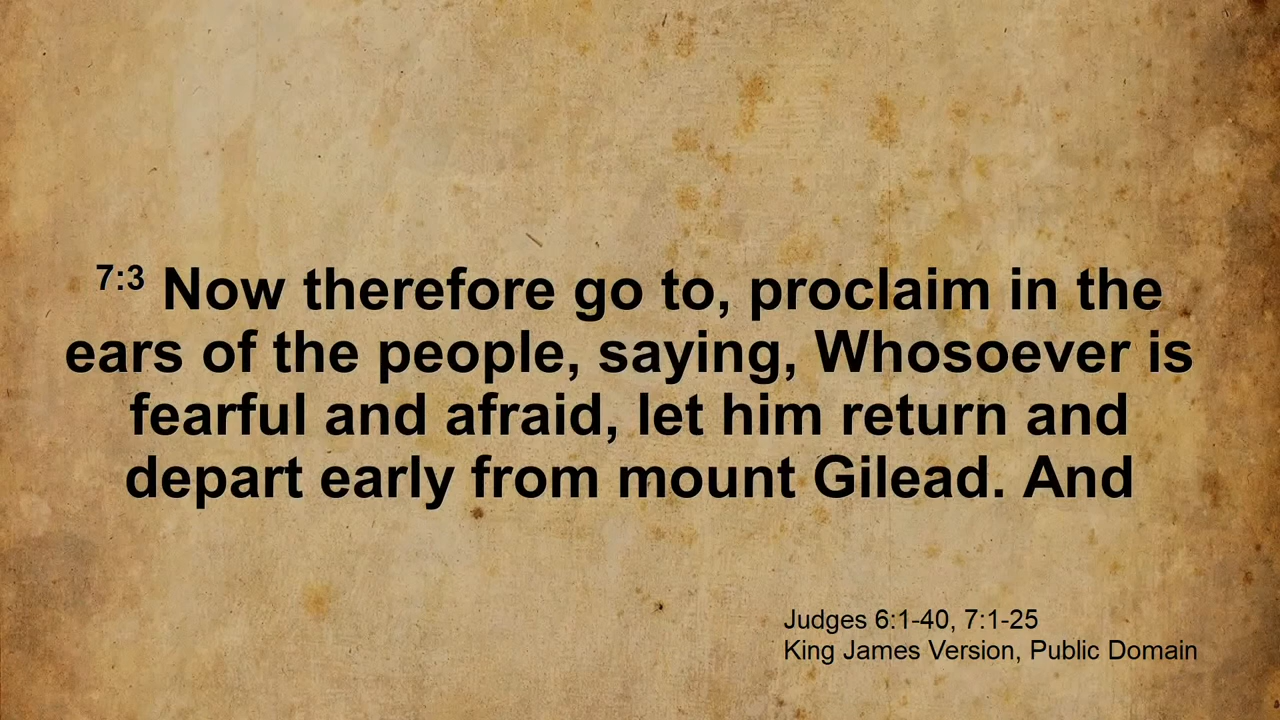 7:3 Now therefore go to, proclaim in the
ears of the people, saying, Whosoever is
fearful and afraid, let him return and
depart early from mount Gilead. And
Judges 6:1-40, 7:1-25
King James Version, Public Domain